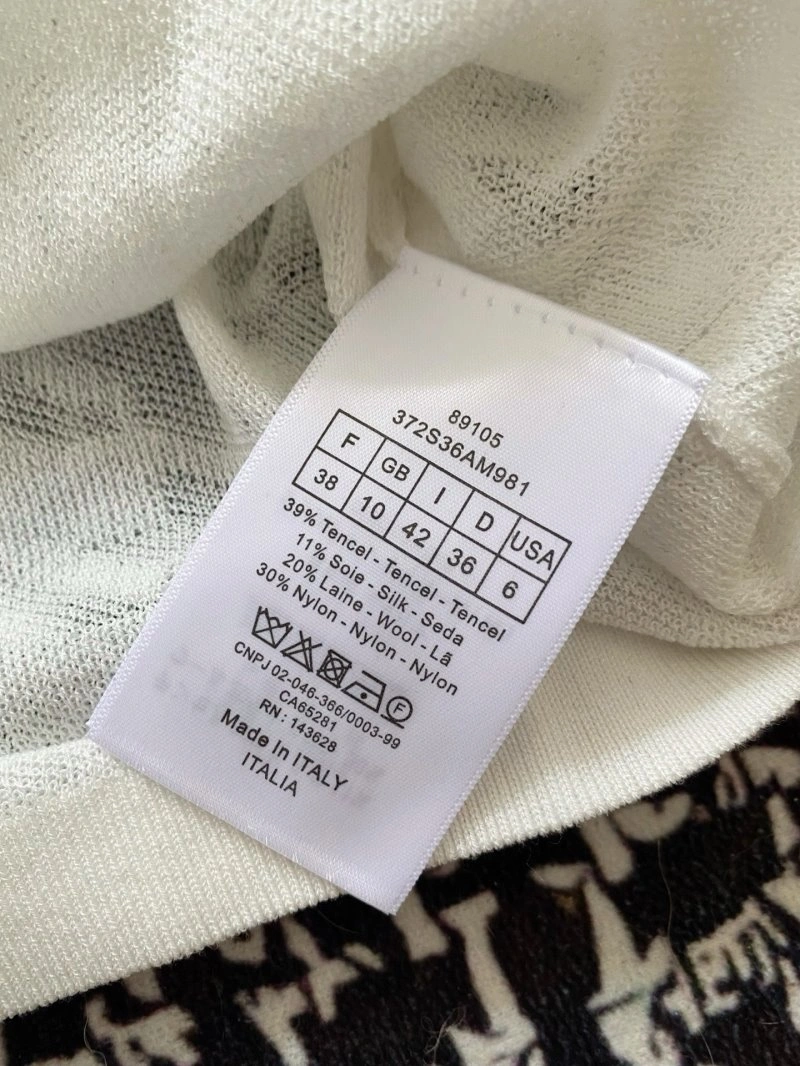 89105
372S36AM981
F GB I D USA
38 10 42 36 6
39% Tencel - Tencel - Tencel
11% Soie - Silk - Seda
20% Laine - Wool - Lã
30% Nylon - Nylon - Nylon
F
CNPJ 02-046-366/0003-99
CA65281
RN: 143628
Made In ITALY
ITALIA